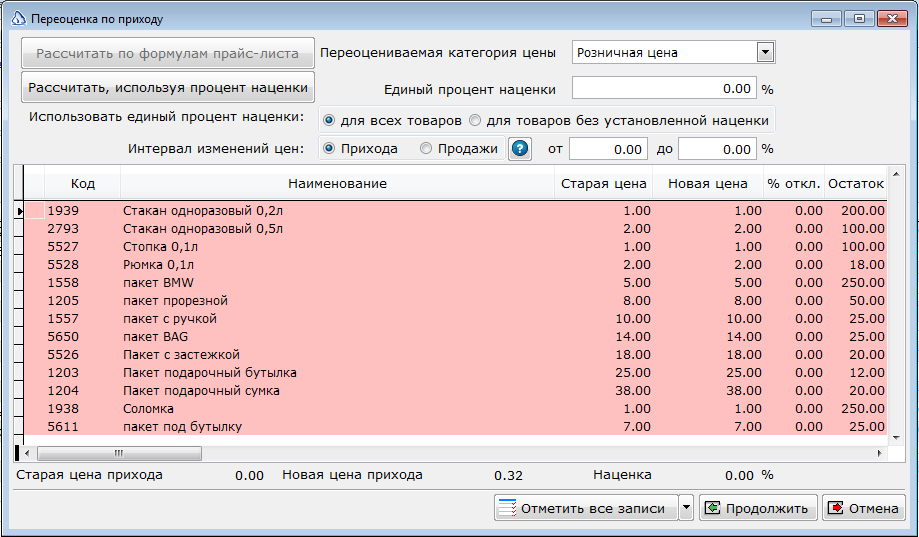 Переоценка по приходу
Рассчитать по формулам прайс-листа Переоцениваемая категория цены Розничная цена
Рассчитать, используя процент наценки Единый процент наценки 0.00 %
Использовать единый процент наценки: для всех товаров для товаров без установленной наценки
Интервал изменений цен: Прихода Продажи ? от 0.00 до 0.00 %
Код Наименование Старая цена Новая цена % откл. Остаток
1939 Стакан одноразовый 0,2л 1.00 1.00 0.00 200.00
2793 Стакан одноразовый 0,5л 2.00 2.00 0.00 100.00
5527 Стопка 0,1л 1.00 1.00 0.00 100.00
5528 Рюмка 0,1л 2.00 2.00 0.00 18.00
1558 пакет BMW 5.00 5.00 0.00 250.00
1205 пакет прорезной 8.00 8.00 0.00 50.00
1557 пакет с ручкой 10.00 10.00 0.00 25.00
5650 пакет BAG 14.00 14.00 0.00 25.00
5526 Пакет с застежкой 18.00 18.00 0.00 20.00
1203 Пакет подарочный бутылка 25.00 25.00 0.00 12.00
1204 Пакет подарочный сумка 38.00 38.00 0.00 20.00
1938 Соломка 1.00 1.00 0.00 250.00
5611 пакет под бутылку 7.00 7.00 0.00 25.00
Старая цена прихода 0.00 Новая цена прихода 0.32 Наценка 0.00 %
Отметить все записи Продолжить Отмена